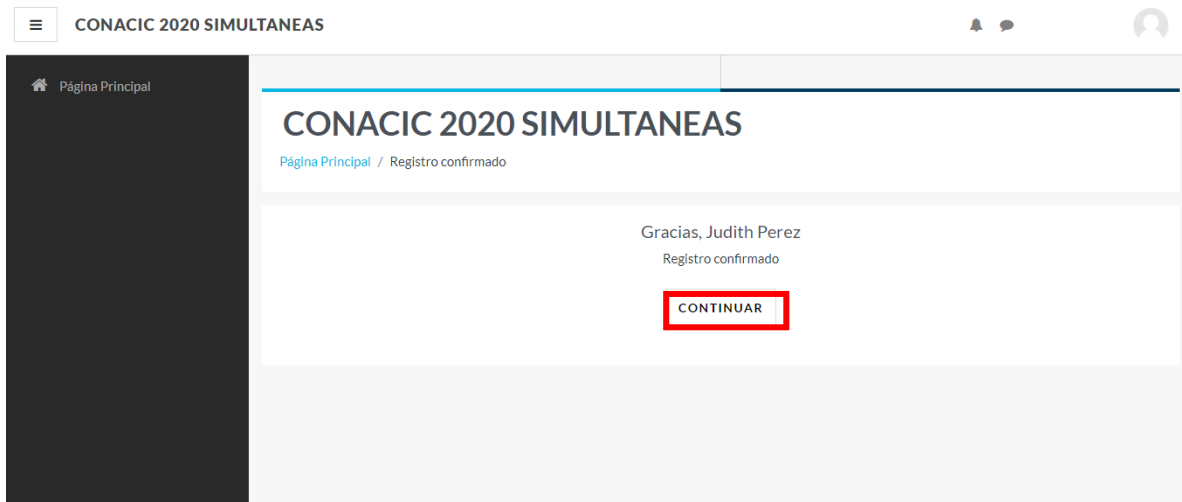 CONACIC 2020 SIMULTANEAS
Página Principal
CONACIC 2020 SIMULTANEAS
Página Principal / Registro confirmado
Gracias, Judith Perez
Registro confirmado
CONTINUAR